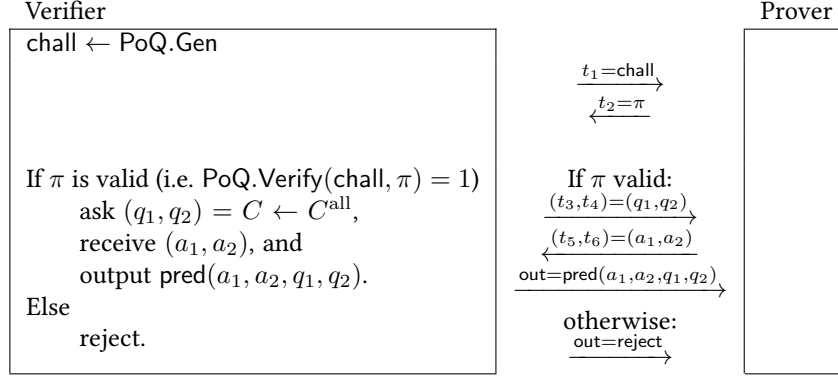 Verifier Prover
chall ← PoQ.Gen
t₁=chall
t₂=π
If π is valid (i.e. PoQ.Verify(chall, π) = 1) If π valid:
ask (q₁, q₂) = C ← Cᵃˡˡ, (t₃,t₄)=(q₁,q₂)
receive (a₁, a₂), and (t₅,t₆)=(a₁,a₂)
output pred(a₁, a₂, q₁, q₂). out=pred(a₁,a₂,q₁,q₂)
Else otherwise:
reject. out=reject